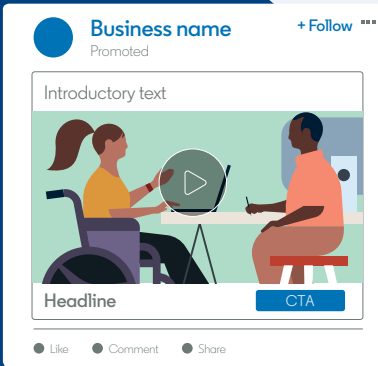 Business name
+ Follow
Promoted
Introductory text
Headline
CTA
Like
Comment
Share